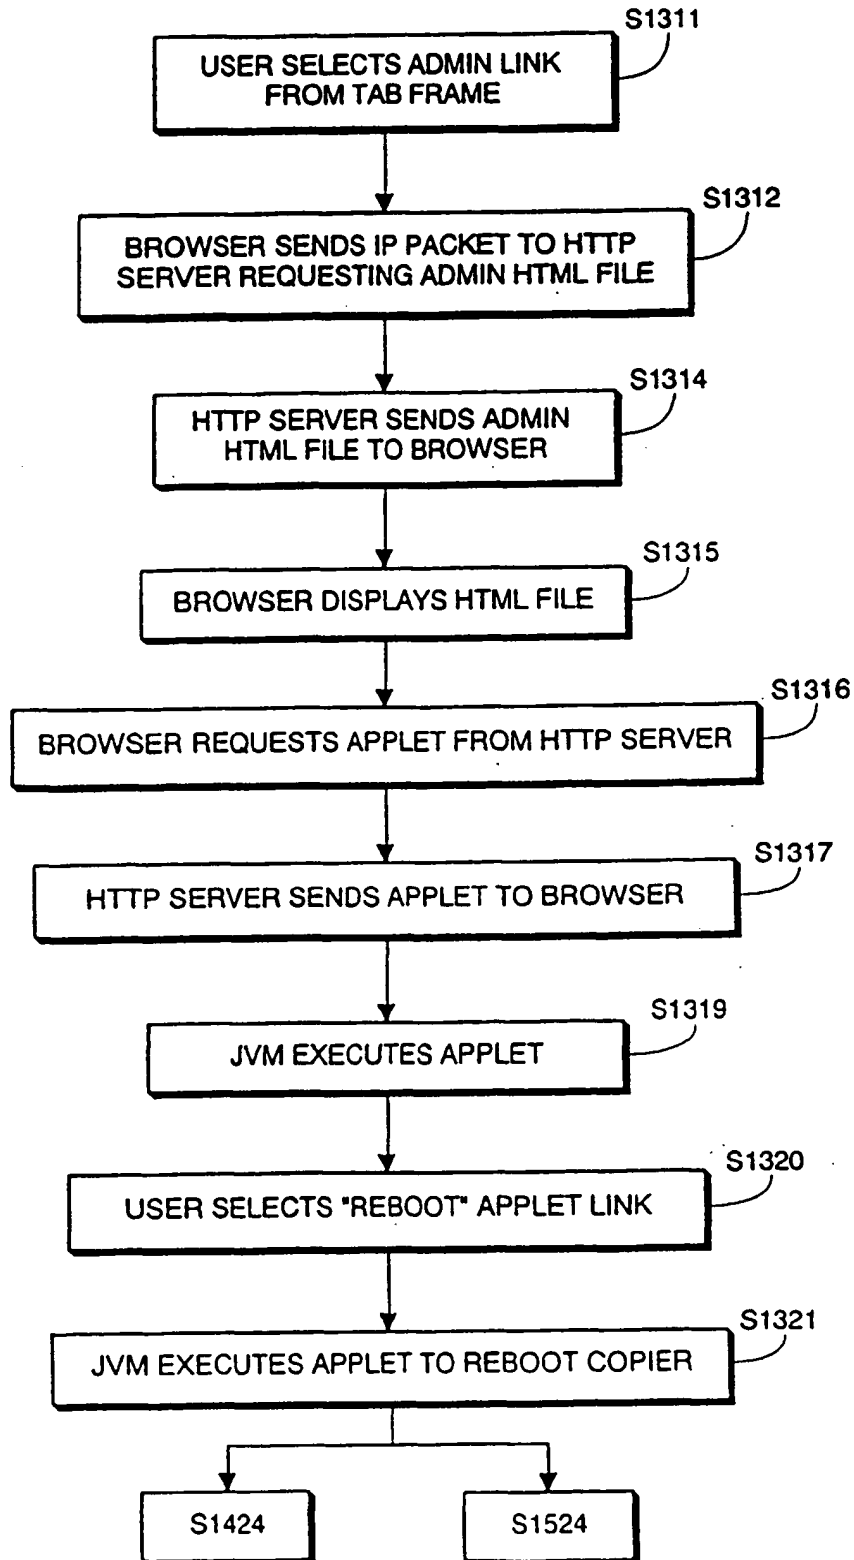 S1311
USER SELECTS ADMIN LINK
FROM TAB FRAME
S1312
BROWSER SENDS IP PACKET TO HTTP
SERVER REQUESTING ADMIN HTML FILE
S1314
HTTP SERVER SENDS ADMIN
HTML FILE TO BROWSER
S1315
BROWSER DISPLAYS HTML FILE
S1316
BROWSER REQUESTS APPLET FROM HTTP SERVER
S1317
HTTP SERVER SENDS APPLET TO BROWSER
S1319
JVM EXECUTES APPLET
S1320
USER SELECTS "REBOOT" APPLET LINK
S1321
JVM EXECUTES APPLET TO REBOOT COPIER
S1424
S1524